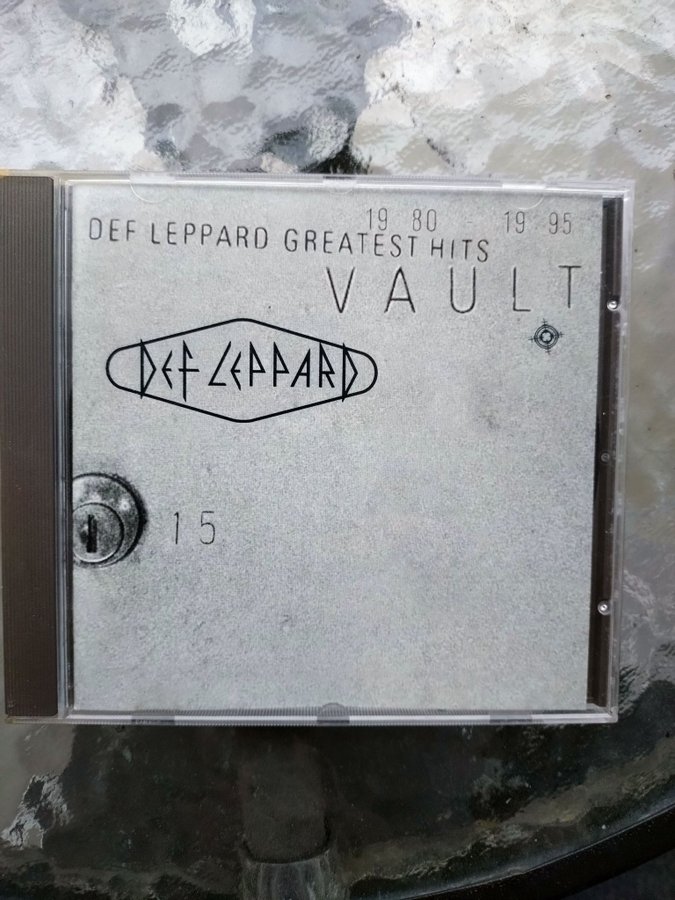 19 80 - 19 95
DEF LEPPARD GREATEST HITS
VAULT
DEF LEPPARD
15